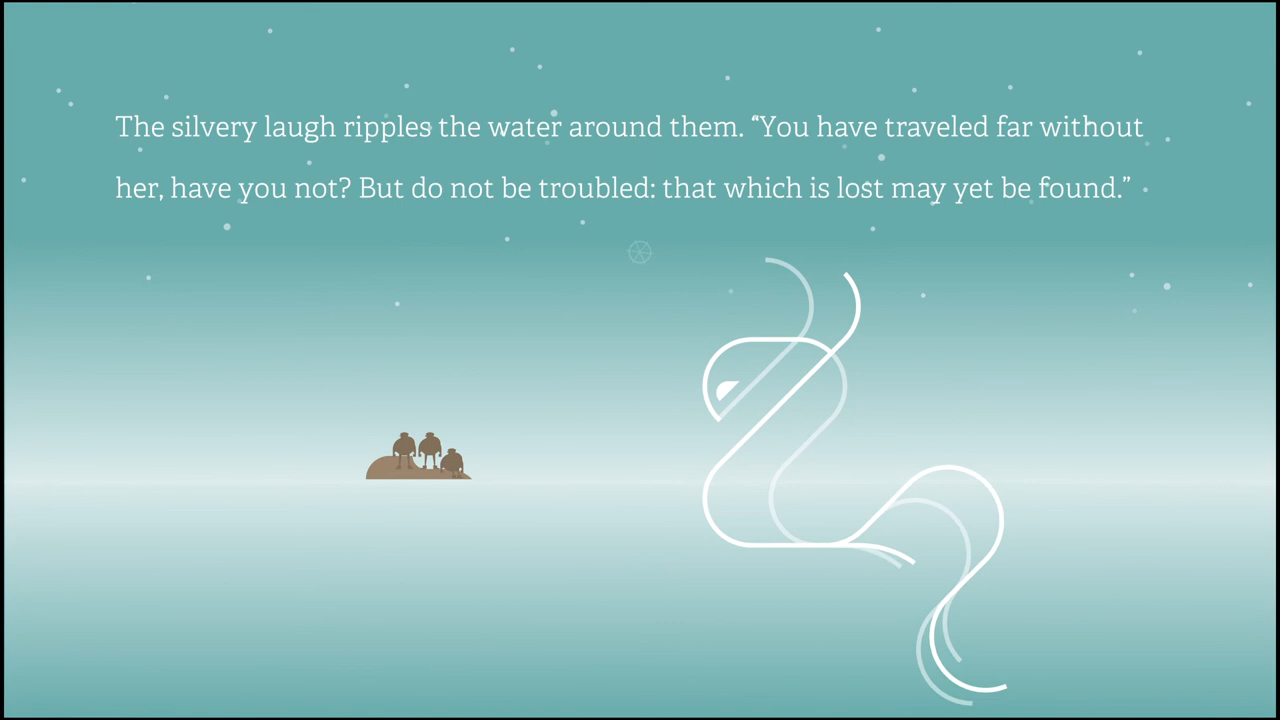 The silvery laugh ripples the water around them. “You have traveled far without
her, have you not? But do not be troubled: that which is lost may yet be found.”